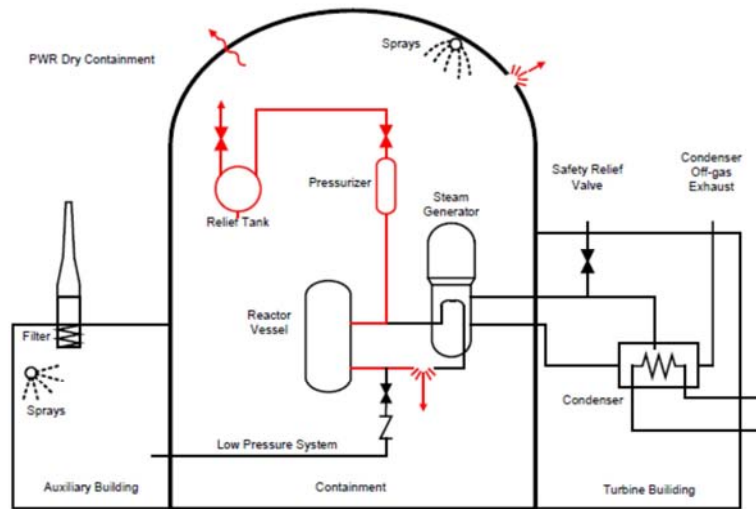 PWR Dry Containment
Sprays
Pressurizer
Relief Tank
Steam
Generator
Safety Relief
Valve
Condenser
Off-gas
Exhaust
Reactor
Vessel
Filter
Sprays
Condenser
Low Pressure System
Auxiliary Building
Containment
Turbine Buliding